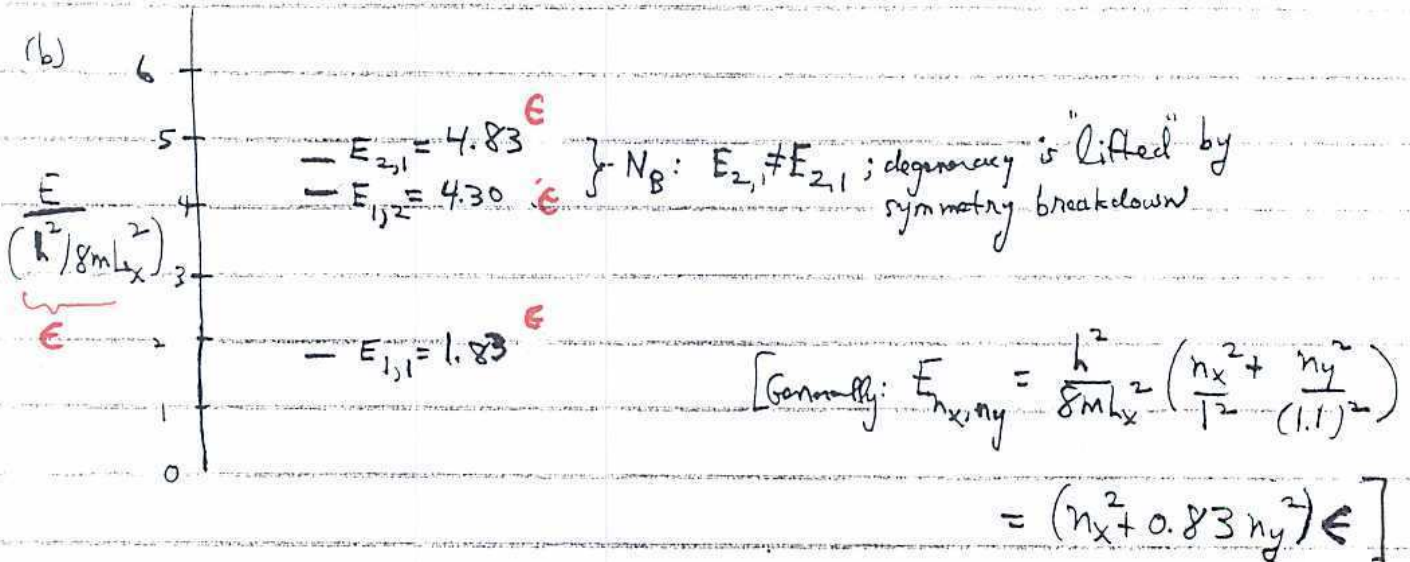 (b)
6
5
4
3
2
1
0
E / (h²/8mLx²)
ϵ
— E2,1 = 4.83 ϵ
— E1,2 = 4.30 ϵ
— E1,1 = 1.83 ϵ
} NB: E2,1 ≠ E2,1 ; degeneracy is "lifted" by
symmetry breakdown
[Generally: Enx,ny = h²/8mLx² (nx²/1² + ny²/(1.1)²)
= (nx² + 0.83 ny²) ϵ ]